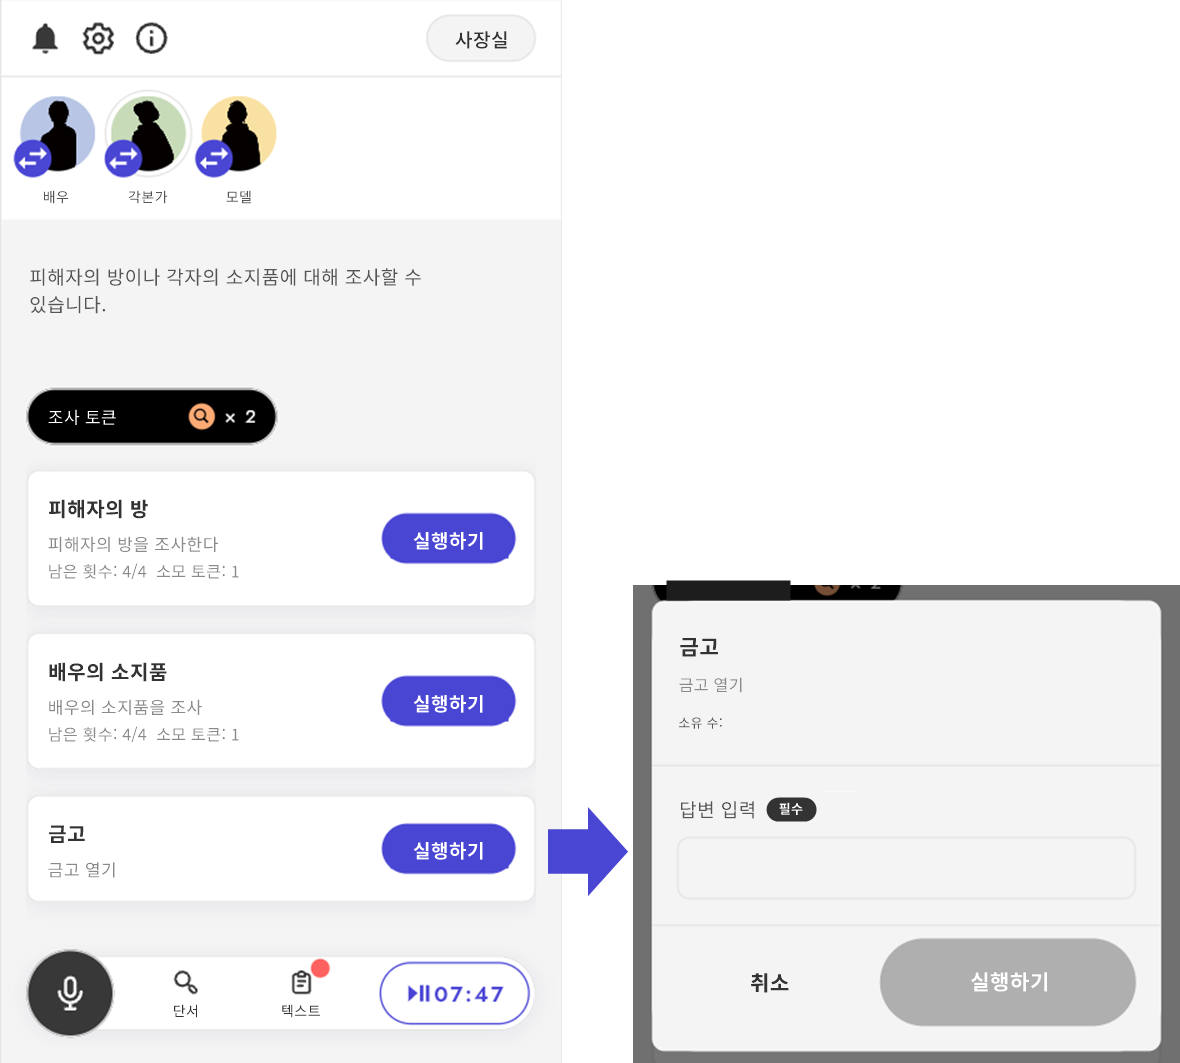 사장실
배우
각본가
모델
피해자의 방이나 각자의 소지품에 대해 조사할 수
있습니다.
조사 토큰 × 2
피해자의 방
피해자의 방을 조사한다
남은 횟수: 4/4 소모 토큰: 1
실행하기
배우의 소지품
배우의 소지품을 조사
남은 횟수: 4/4 소모 토큰: 1
실행하기
금고
금고 열기
실행하기
단서
텍스트
07:47
× 2
금고
금고 열기
소유 수:
답변 입력 필수
취소
실행하기